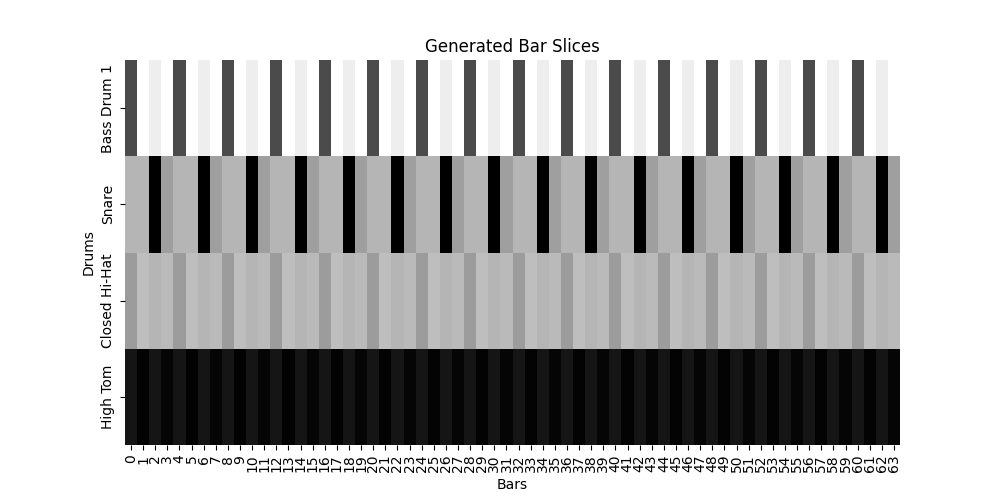 Generated Bar Slices
Drums
Bass Drum 1
Snare
Closed Hi-Hat
High Tom
0 1 2 3 4 5 6 7 8 9 10 11 12 13 14 15 16 17 18 19 20 21 22 23 24 25 26 27 28 29 30 31 32 33 34 35 36 37 38 39 40 41 42 43 44 45 46 47 48 49 50 51 52 53 54 55 56 57 58 59 60 61 62 63
Bars